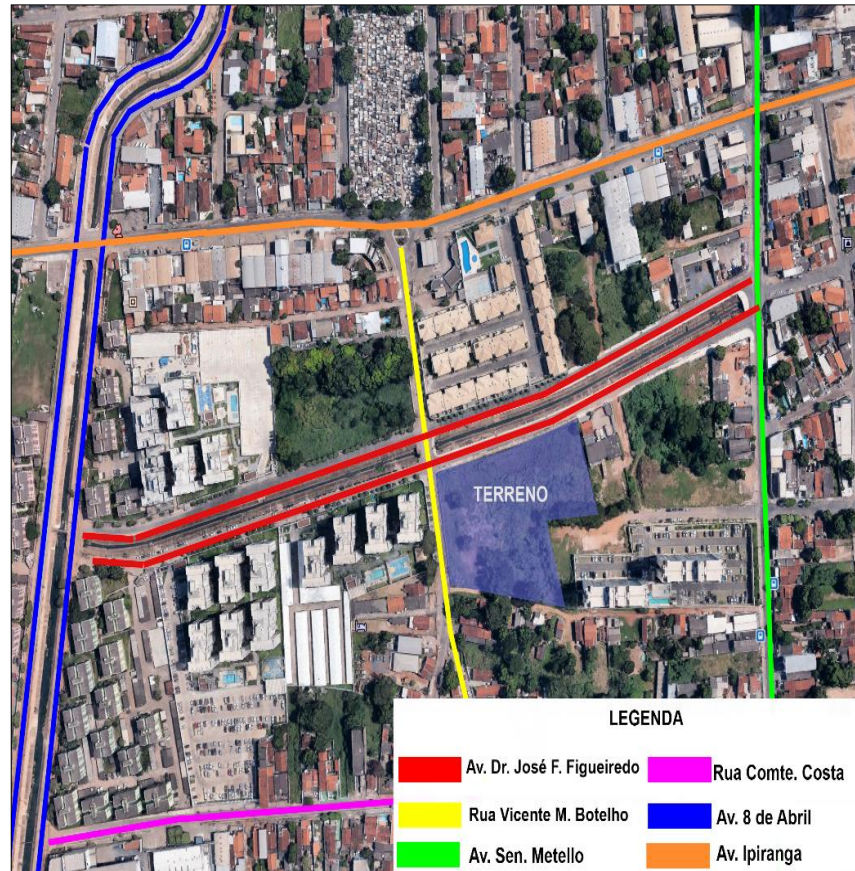 TERRENO
LEGENDA
Av. Dr. José F. Figueiredo
Rua Comte. Costa
Rua Vicente M. Botelho
Av. 8 de Abril
Av. Sen. Metello
Av. Ipiranga